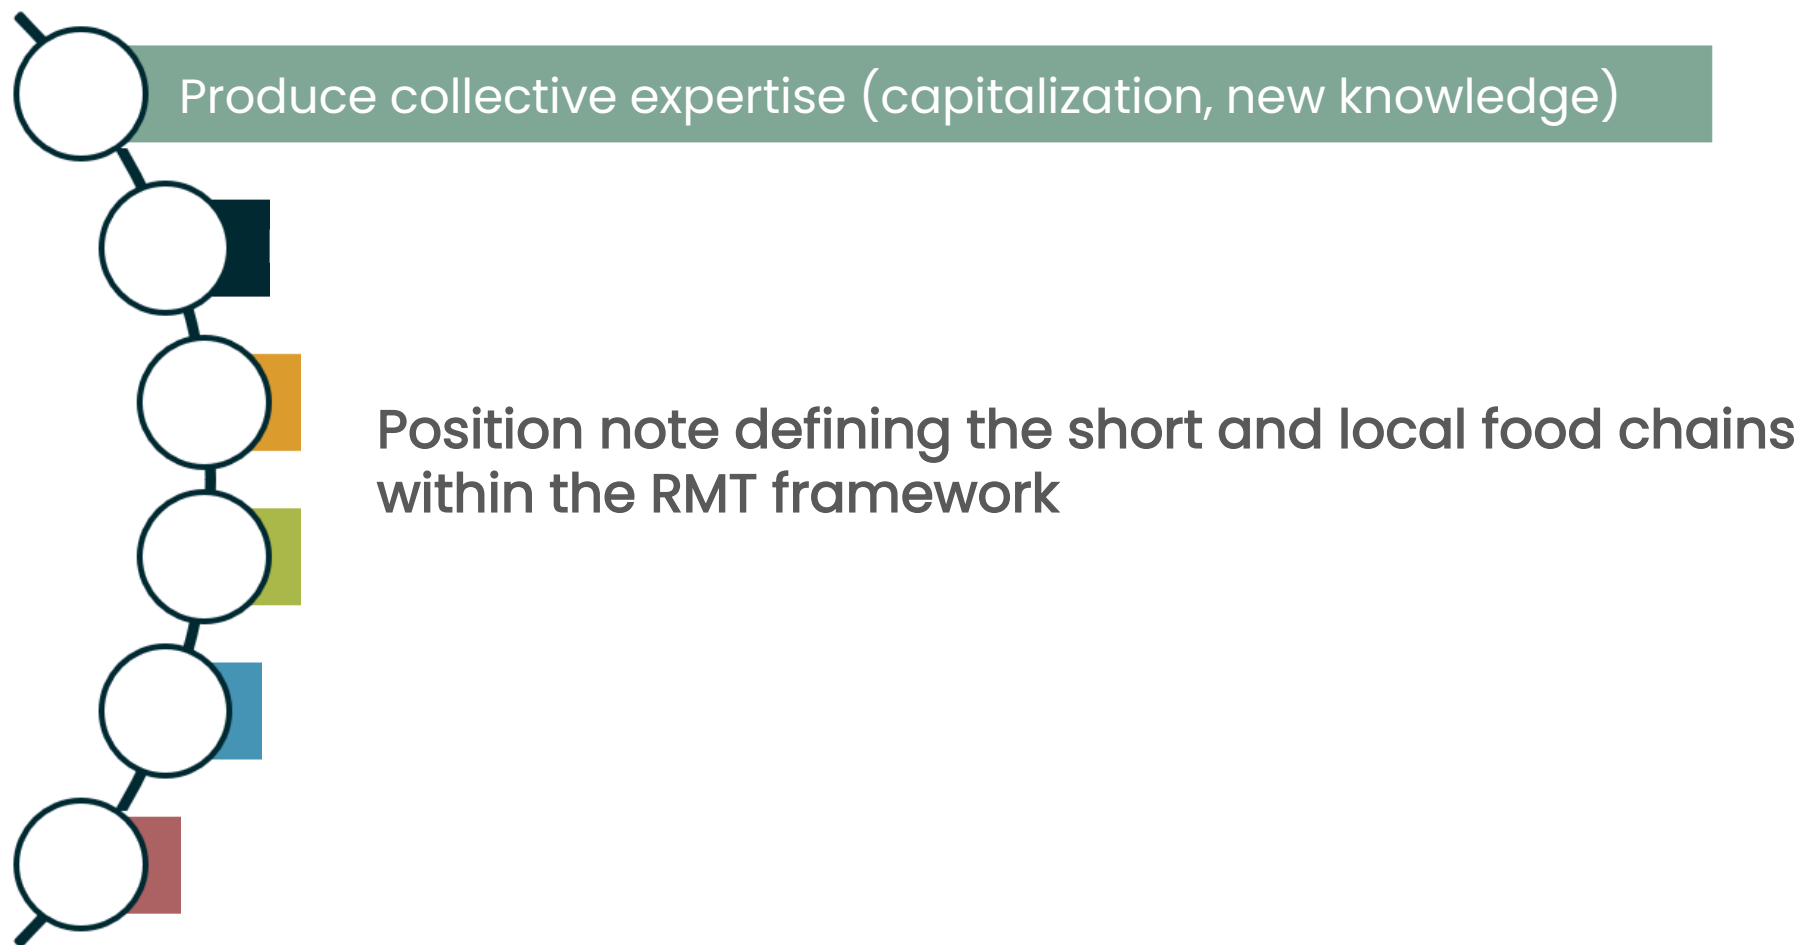 Produce collective expertise (capitalization, new knowledge)
Position note defining the short and local food chains
within the RMT framework